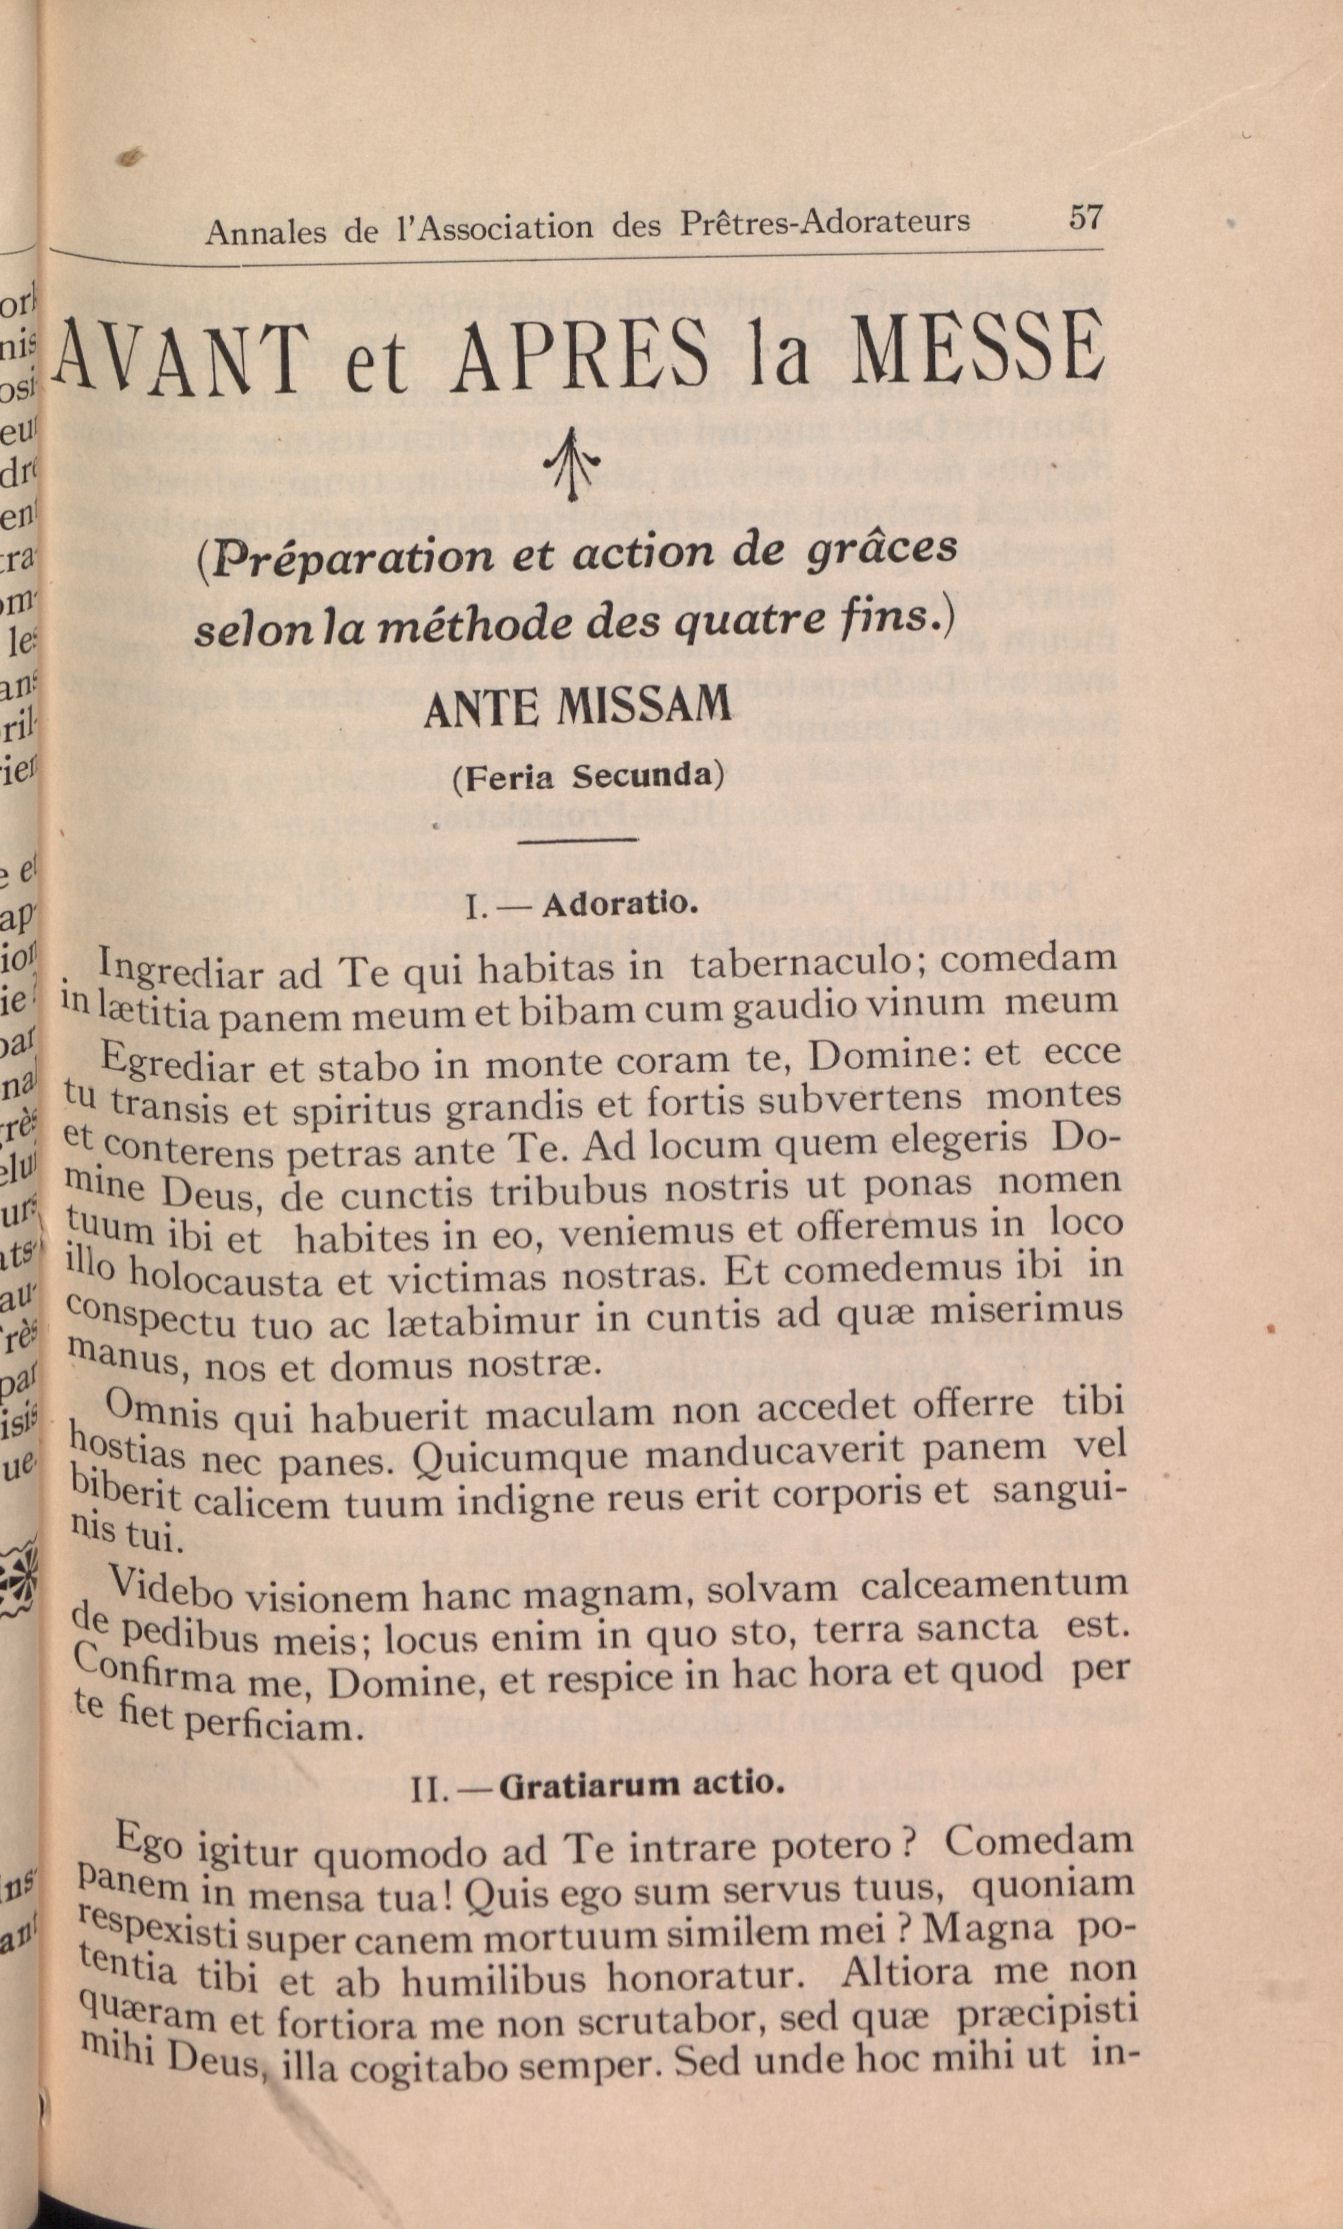 Annales de l'Association des Prêtres-Adorateurs 57
AVANT et APRES la MESSE
(Préparation et action de grâces
selon la méthode des quatre fins.)
ANTE MISSAM
(Feria Secunda)
I. — Adoratio.
Ingrediar ad Te qui habitas in tabernaculo; comedam
in lætitia panem meum et bibam cum gaudio vinum meum
Egrediar et stabo in monte coram te, Domine: et ecce
tu transis et spiritus grandis et fortis subvertens montes
et conterens petras ante Te. Ad locum quem elegeris Do-
mine Deus, de cunctis tribubus nostris ut ponas nomen
tuum ibi et habites in eo, veniemus et offeremus in loco
illo holocausta et victimas nostras. Et comedemus ibi in
conspectu tuo ac lætabimur in cuntis ad quæ miserimus
manus, nos et domus nostræ.
Omnis qui habuerit maculam non accedet offerre tibi
hostias nec panes. Quicumque manducaverit panem vel
biberit calicem tuum indigne reus erit corporis et sangui-
nis tui.
Videbo visionem hanc magnam, solvam calceamentum
de pedibus meis; locus enim in quo sto, terra sancta est.
Confirma me, Domine, et respice in hac hora et quod per
te fiet perficiam.
II. — Gratiarum actio.
Ego igitur quomodo ad Te intrare potero ? Comedam
panem in mensa tua! Quis ego sum servus tuus, quoniam
respexisti super canem mortuum similem mei ? Magna po-
tentia tibi et ab humilibus honoratur. Altiora me non
quæram et fortiora me non scrutabor, sed quæ præcipisti
mihi Deus, illa cogitabo semper. Sed unde hoc mihi ut in-